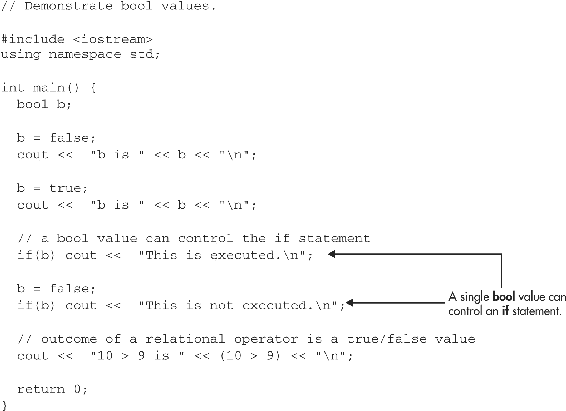 // Demonstrate bool values.

#include <iostream>
using namespace std;

int main() {
  bool b;

  b = false;
  cout <<  "b is " << b << "\n";

  b = true;
  cout <<  "b is " << b << "\n";

  // a bool value can control the if statement
  if(b) cout <<  "This is executed.\n";

  b = false;
  if(b) cout <<  "This is not executed.\n";
A single bool value can
control an if statement.

  // outcome of a relational operator is a true/false value
  cout <<  "10 > 9 is " << (10 > 9) << "\n";

  return 0;
}